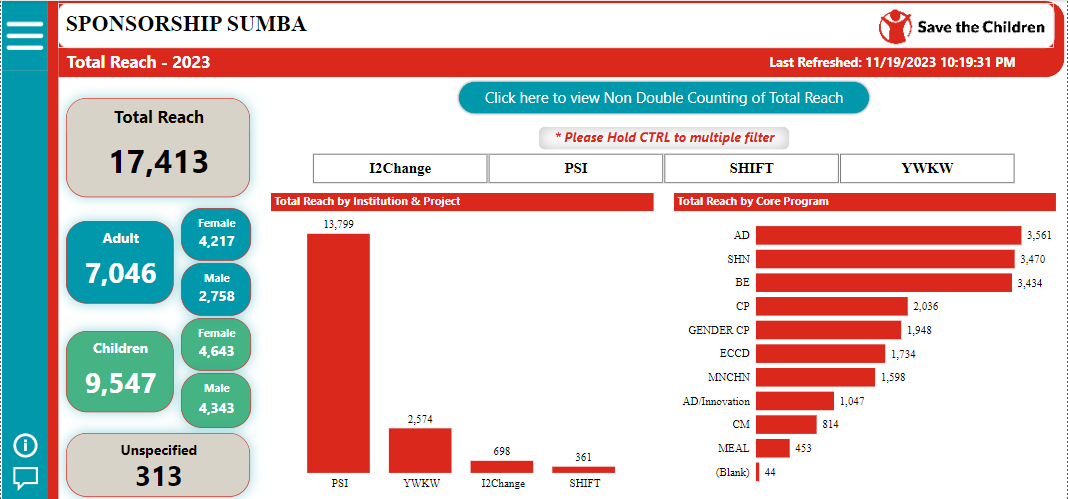 SPONSORSHIP SUMBA
Save the Children
Total Reach - 2023
Last Refreshed: 11/19/2023 10:19:31 PM
Click here to view Non Double Counting of Total Reach
* Please Hold CTRL to multiple filter
I2Change PSI SHIFT YWKW
Total Reach
17,413
Adult
7,046
Female
4,217
Male
2,758
Children
9,547
Female
4,643
Male
4,343
Unspecified
313
Total Reach by Institution & Project
13,799
2,574
698
361
PSI YWKW I2Change SHIFT
Total Reach by Core Program
AD 3,561
SHN 3,470
BE 3,434
CP 2,036
GENDER CP 1,948
ECCD 1,734
MNCHN 1,598
AD/Innovation 1,047
CM 814
MEAL 453
(Blank) 44